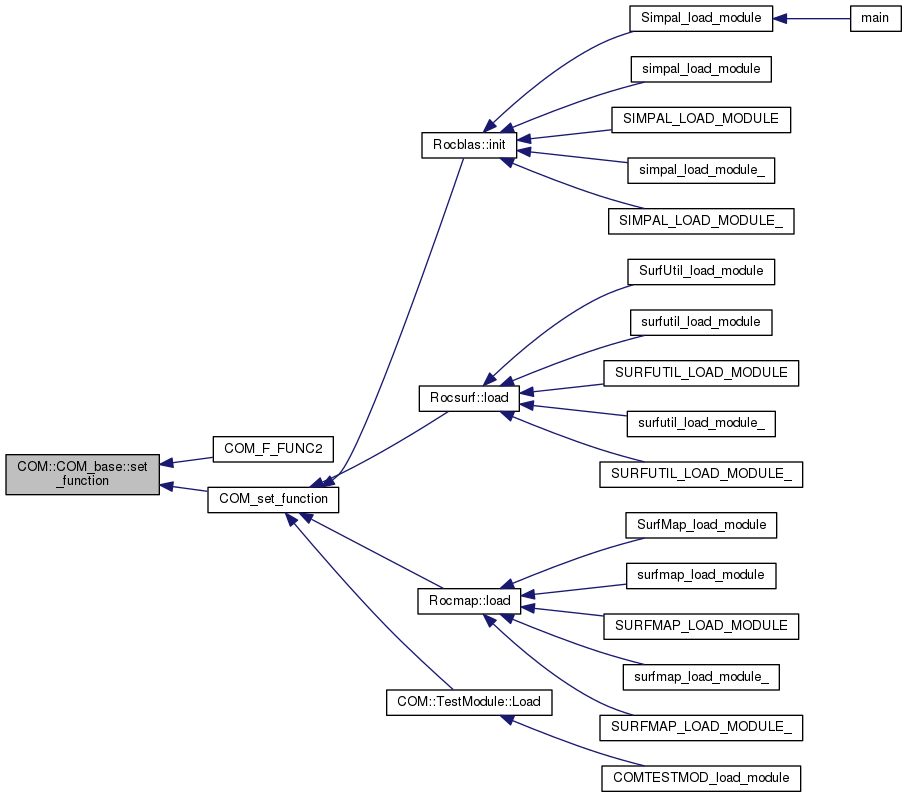 Simpal_load_module
main
simpal_load_module
SIMPAL_LOAD_MODULE
Rocblas::init
simpal_load_module_
SIMPAL_LOAD_MODULE_
SurfUtil_load_module
surfutil_load_module
SURFUTIL_LOAD_MODULE
Rocsurf::load
surfutil_load_module_
SURFUTIL_LOAD_MODULE_
COM_F_FUNC2
COM::COM_base::set
_function
COM_set_function
SurfMap_load_module
surfmap_load_module
Rocmap::load
SURFMAP_LOAD_MODULE
surfmap_load_module_
COM::TestModule::Load
SURFMAP_LOAD_MODULE_
COMTESTMOD_load_module